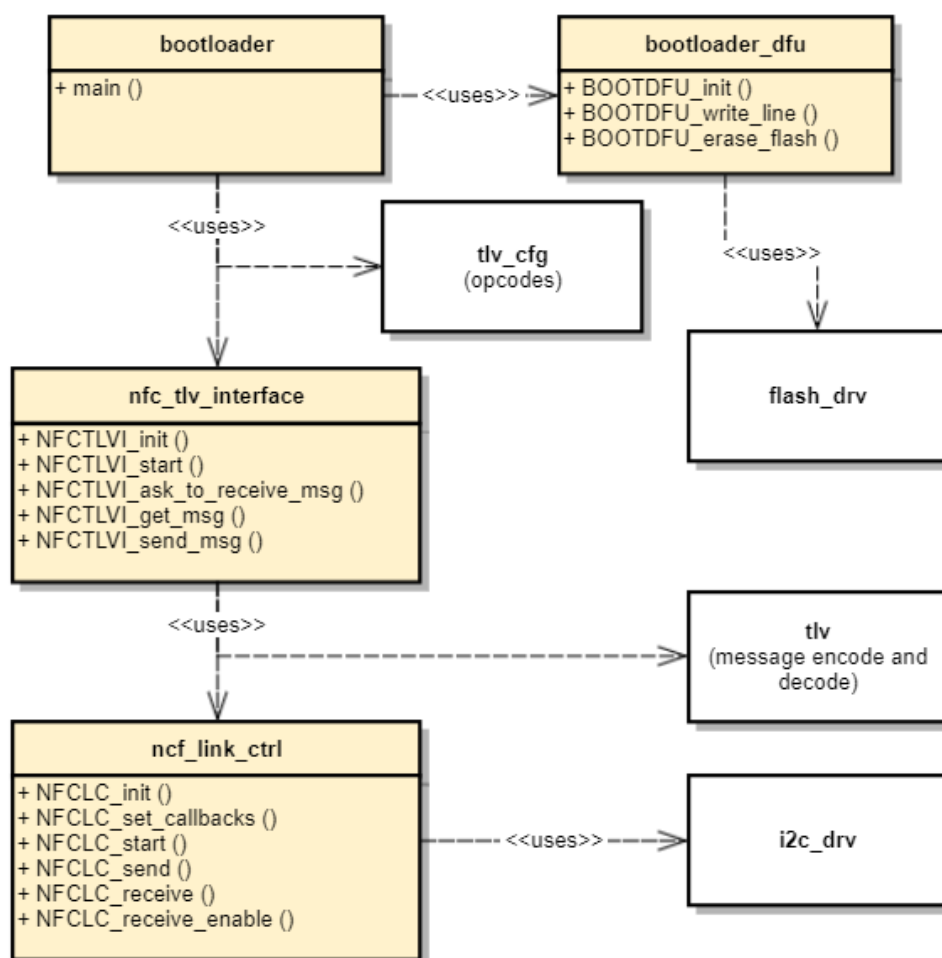 bootloader
+ main ()
bootloader_dfu
+ BOOTDFU_init ()
+ BOOTDFU_write_line ()
+ BOOTDFU_erase_flash ()
<<uses>>
<<uses>>
<<uses>>
tlv_cfg
(opcodes)
flash_drv
nfc_tlv_interface
+ NFCTLVI_init ()
+ NFCTLVI_start ()
+ NFCTLVI_ask_to_receive_msg ()
+ NFCTLVI_get_msg ()
+ NFCTLVI_send_msg ()
<<uses>>
tlv
(message encode and
decode)
ncf_link_ctrl
+ NFCLC_init ()
+ NFCLC_set_callbacks ()
+ NFCLC_start ()
+ NFCLC_send ()
+ NFCLC_receive ()
+ NFCLC_receive_enable ()
<<uses>>
i2c_drv